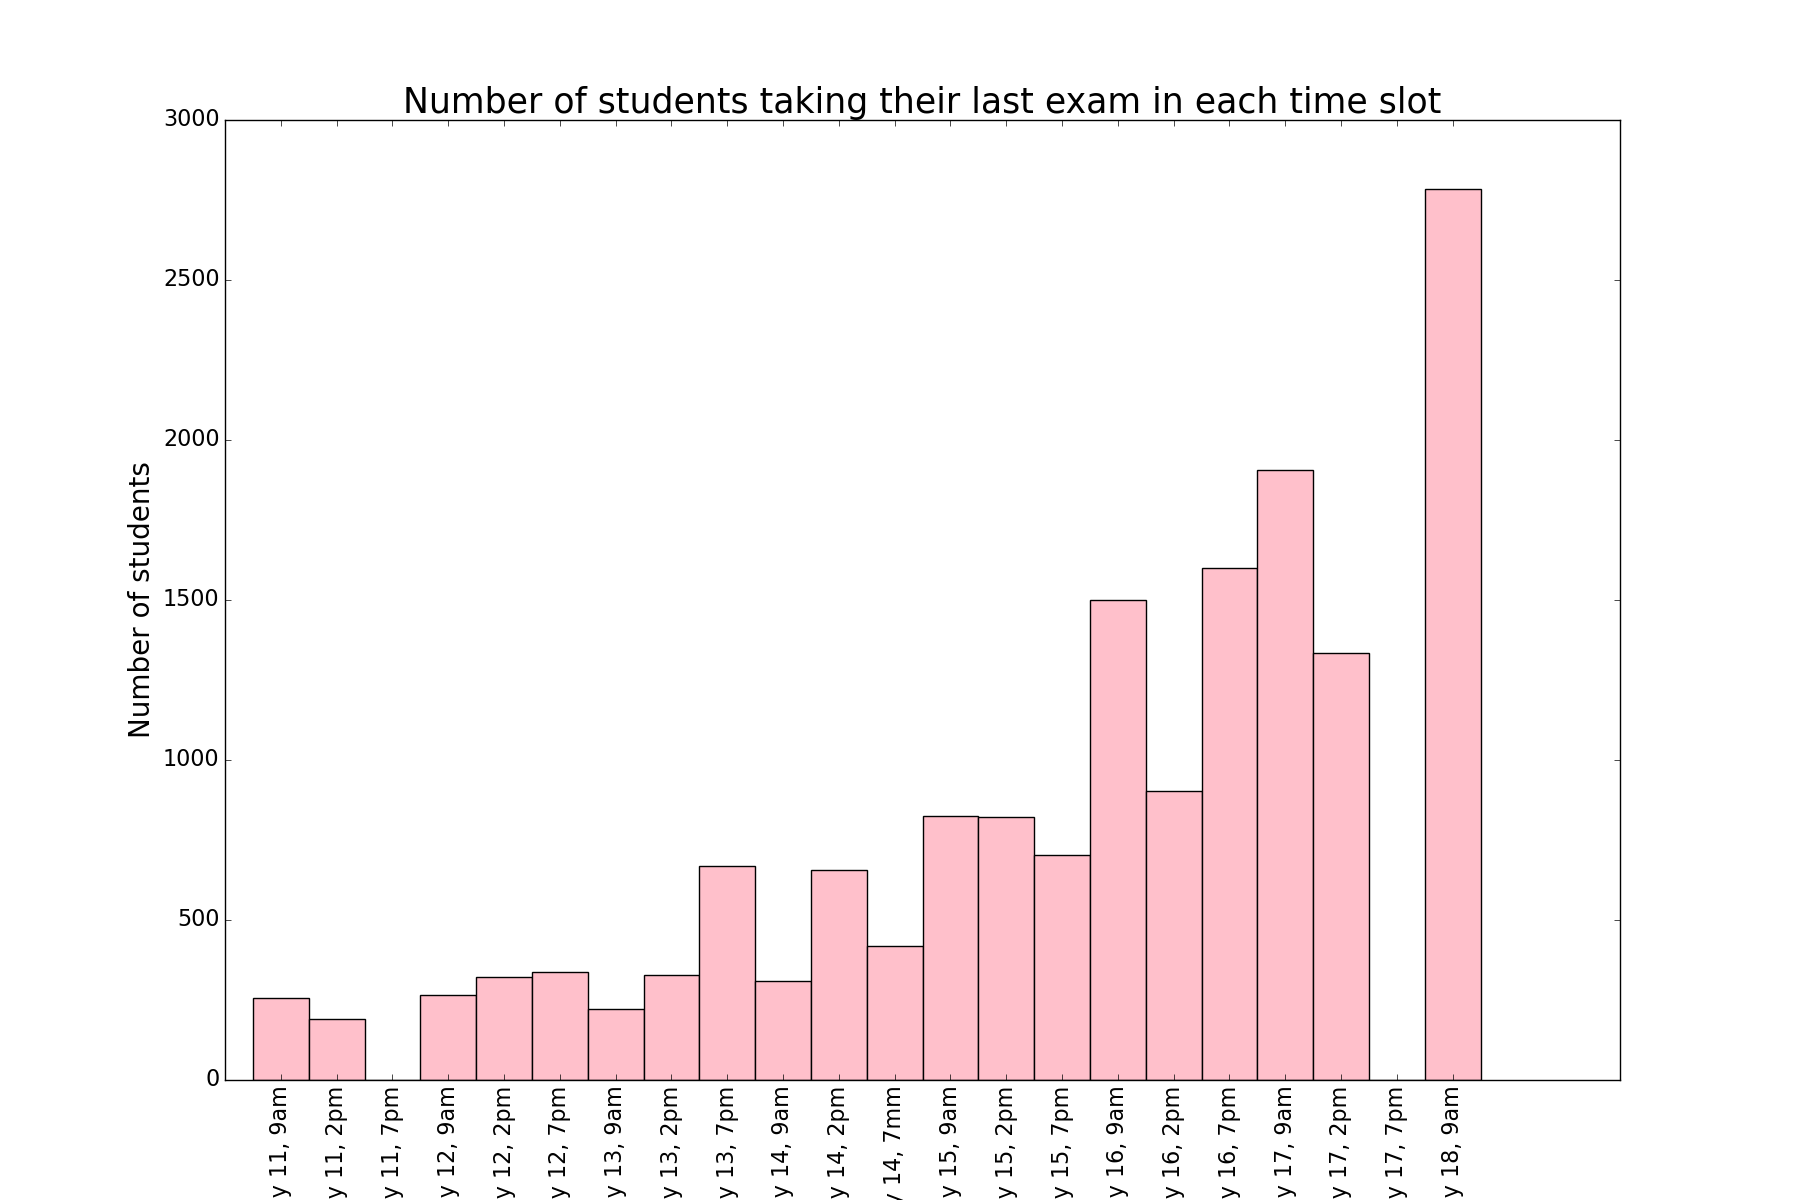 Number of students taking their last exam in each time slot
3000
2500
2000
1500
1000
500
0
Number of students
y 11, 9am
y 11, 2pm
y 11, 7pm
y 12, 9am
y 12, 2pm
y 12, 7pm
y 13, 9am
y 13, 2pm
y 13, 7pm
y 14, 9am
y 14, 2pm
y 14, 7mm
y 15, 9am
y 15, 2pm
y 15, 7pm
y 16, 9am
y 16, 2pm
y 16, 7pm
y 17, 9am
y 17, 2pm
y 17, 7pm
y 18, 9am